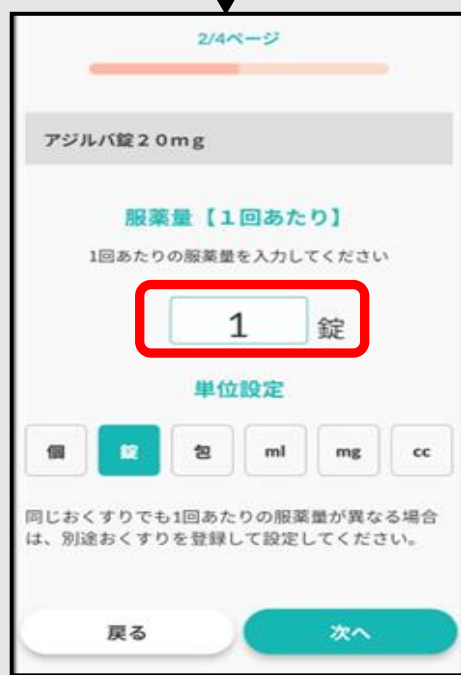 2/4ページ
アジルバ錠20mg
服薬量【1回あたり】
1回あたりの服薬量を入力してください
1 錠
単位設定
個 錠 包 ml mg cc
同じおくすりでも1回あたりの服薬量が異なる場合
は、別途おくすりを登録して設定してください。
戻る 次へ